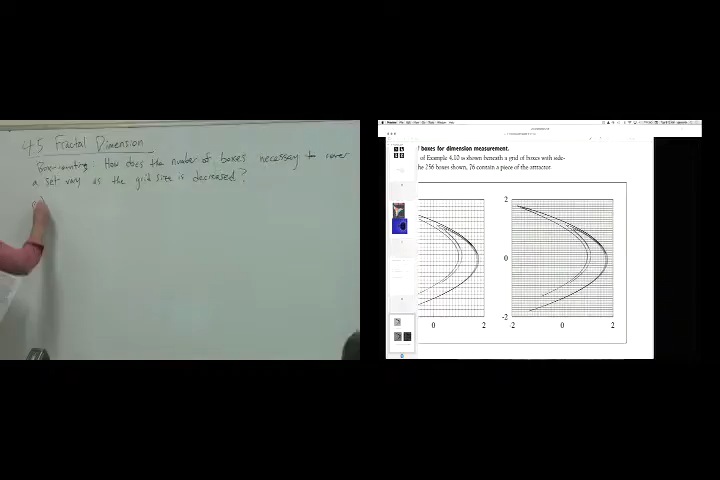 4.5 Fractal Dimension
Box-counting: How does the number of boxes necessary to cover
a set vary as the grid size is decreased?
boxes for dimension measurement.
of Example 4.10 is shown beneath a grid of boxes with side-
he 256 boxes shown, 76 contain a piece of the attractor.
2
0
-2
0
2
-2
0
2